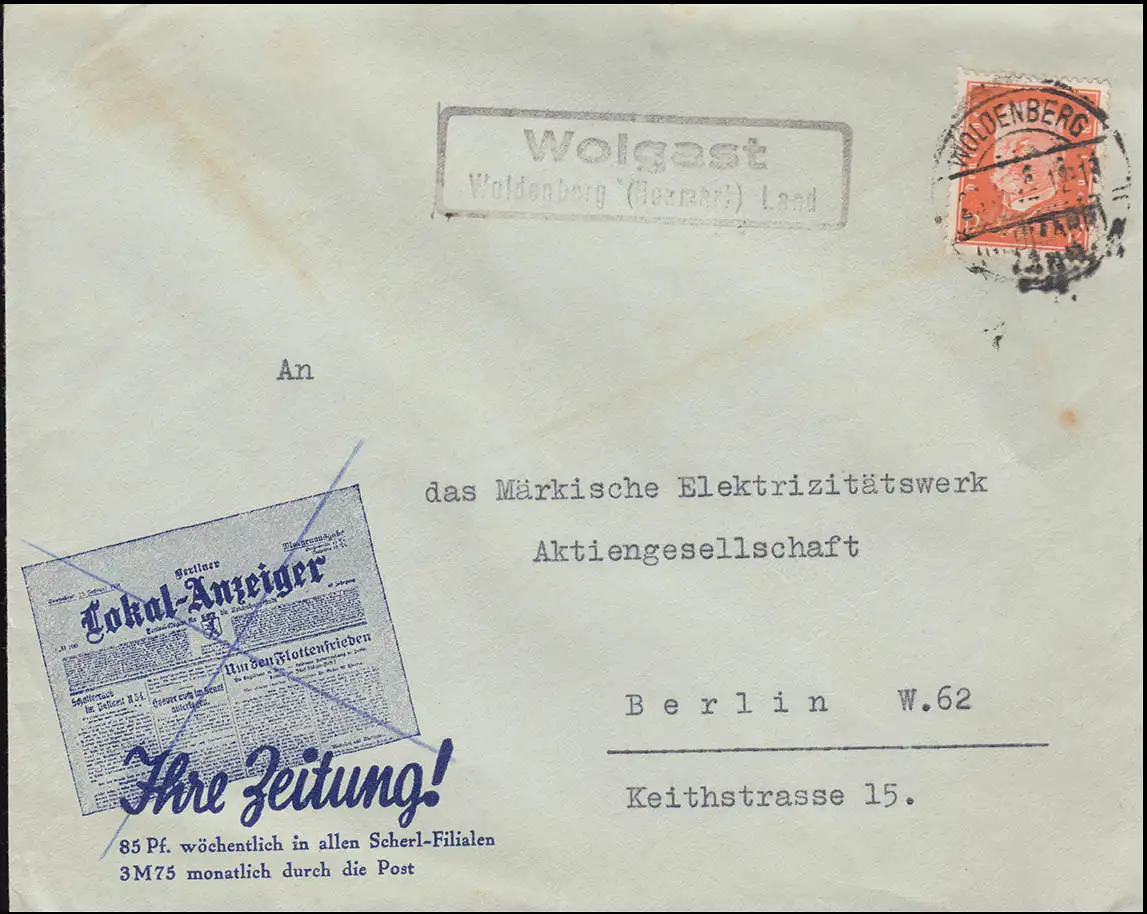 Wolgast
Woldenberg (Neumark) Land
WOLDENBERG
An
das Märkische Elektrizitätswerk
Aktiengesellschaft
Berlin W.62
Keithstrasse 15.
Morgenausgabe
Berliner
Lokal-Anzeiger
Um den Flottenfrieden
Ihre Zeitung!
85 Pf. wöchentlich in allen Scherl-Filialen
3M75 monatlich durch die Post